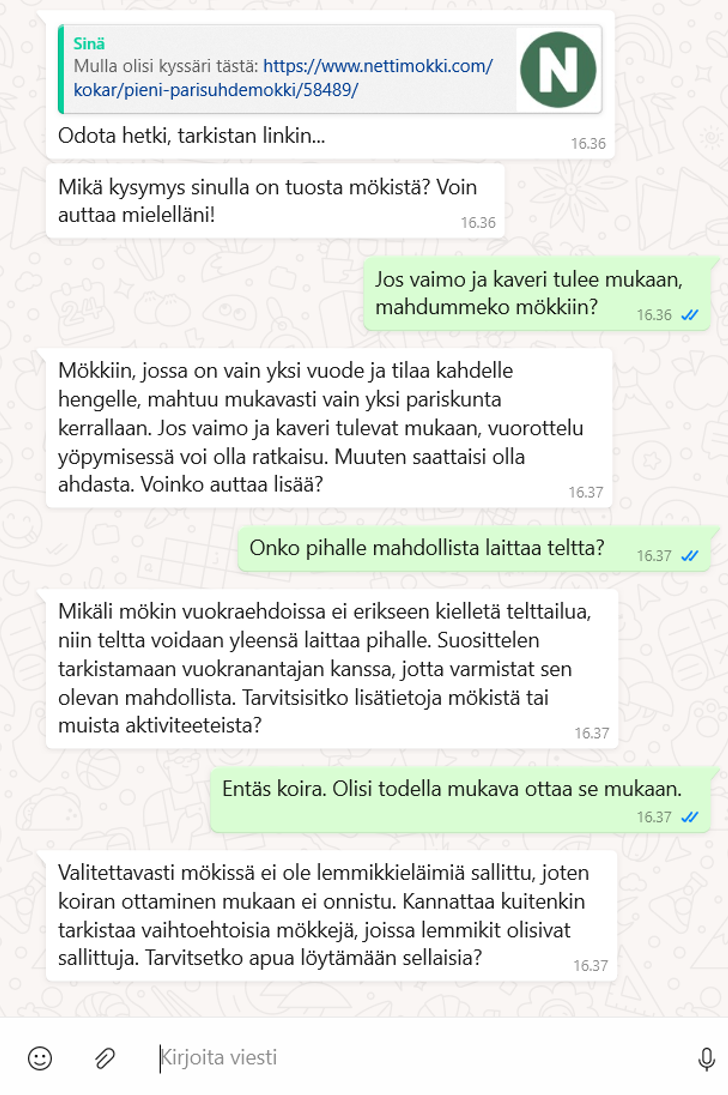 Sinä
Mulla olisi kyssäri tästä: https://www.nettimokki.com/
kokar/pieni-parisuhdemokki/58489/
N
Odota hetki, tarkistan linkin...
16.36
Mikä kysymys sinulla on tuosta mökistä? Voin
auttaa mielelläni!
16.36
Jos vaimo ja kaveri tulee mukaan,
mahdummeko mökkiin?
16.36
Mökkiin, jossa on vain yksi vuode ja tilaa kahdelle
hengelle, mahtuu mukavasti vain yksi pariskunta
kerrallaan. Jos vaimo ja kaveri tulevat mukaan, vuorottelu
yöpymisessä voi olla ratkaisu. Muuten saattaisi olla
ahdasta. Voinko auttaa lisää?
16.37
Onko pihalle mahdollista laittaa teltta?
16.37
Mikäli mökin vuokraehdoissa ei erikseen kielletä telttailua,
niin teltta voidaan yleensä laittaa pihalle. Suosittelen
tarkistamaan vuokranantajan kanssa, jotta varmistat sen
olevan mahdollista. Tarvitsisitko lisätietoja mökistä tai
muista aktiviteeteista?
16.37
Entäs koira. Olisi todella mukava ottaa se mukaan.
16.37
Valitettavasti mökissä ei ole lemmikkieläimiä sallittu, joten
koiran ottaminen mukaan ei onnistu. Kannattaa kuitenkin
tarkistaa vaihtoehtoisia mökkejä, joissa lemmikit olisivat
sallittuja. Tarvitsetko apua löytämään sellaisia?
16.37
Kirjoita viesti